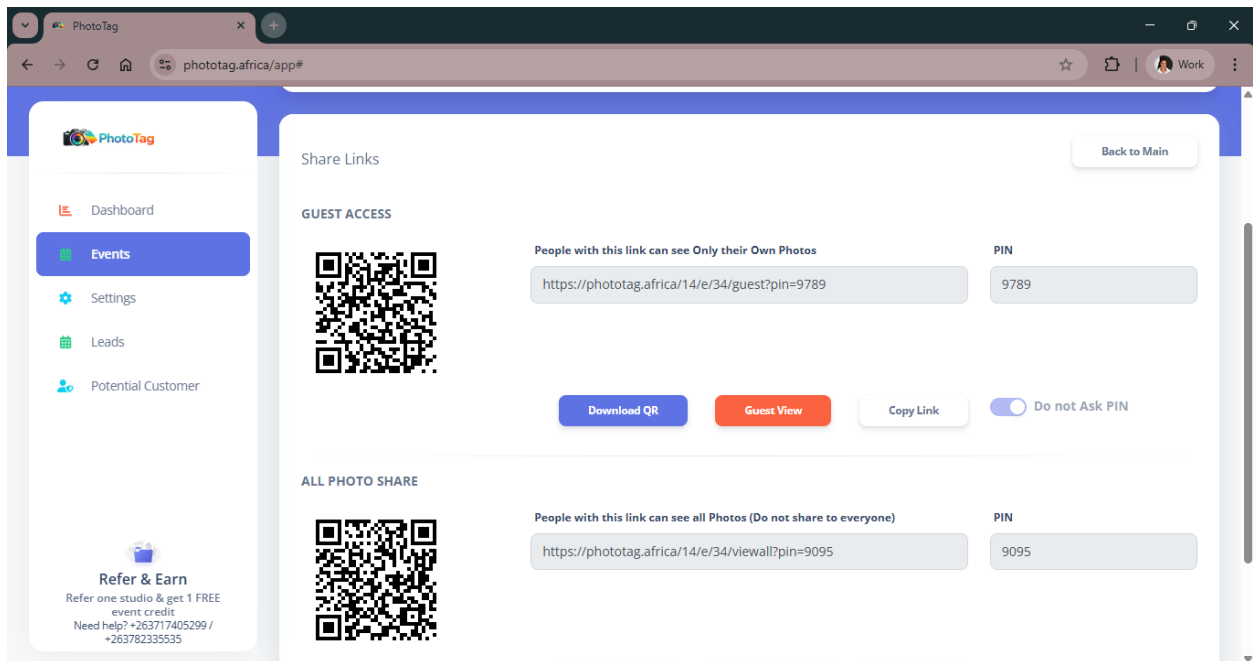 PhotoTag
phototag.africa/app#
Work
PhotoTag
Dashboard
Events
Settings
Leads
Potential Customer
Refer & Earn
Refer one studio & get 1 FREE
event credit
Need help? +263717405299 /
+263782335535
Share Links
Back to Main
GUEST ACCESS
People with this link can see Only their Own Photos
PIN
https://phototag.africa/14/e/34/guest?pin=9789
9789
Download QR
Guest View
Copy Link
Do not Ask PIN
ALL PHOTO SHARE
People with this link can see all Photos (Do not share to everyone)
PIN
https://phototag.africa/14/e/34/viewall?pin=9095
9095